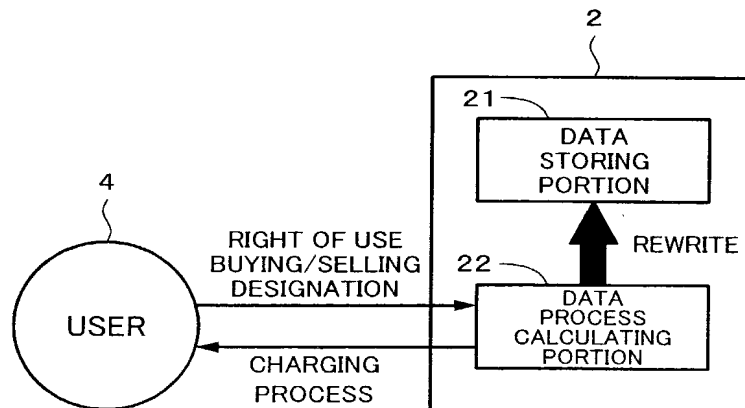 2
21
DATA
STORING
PORTION
4
RIGHT OF USE
BUYING/SELLING
DESIGNATION
REWRITE
22
DATA
PROCESS
CALCULATING
PORTION
USER
CHARGING
PROCESS